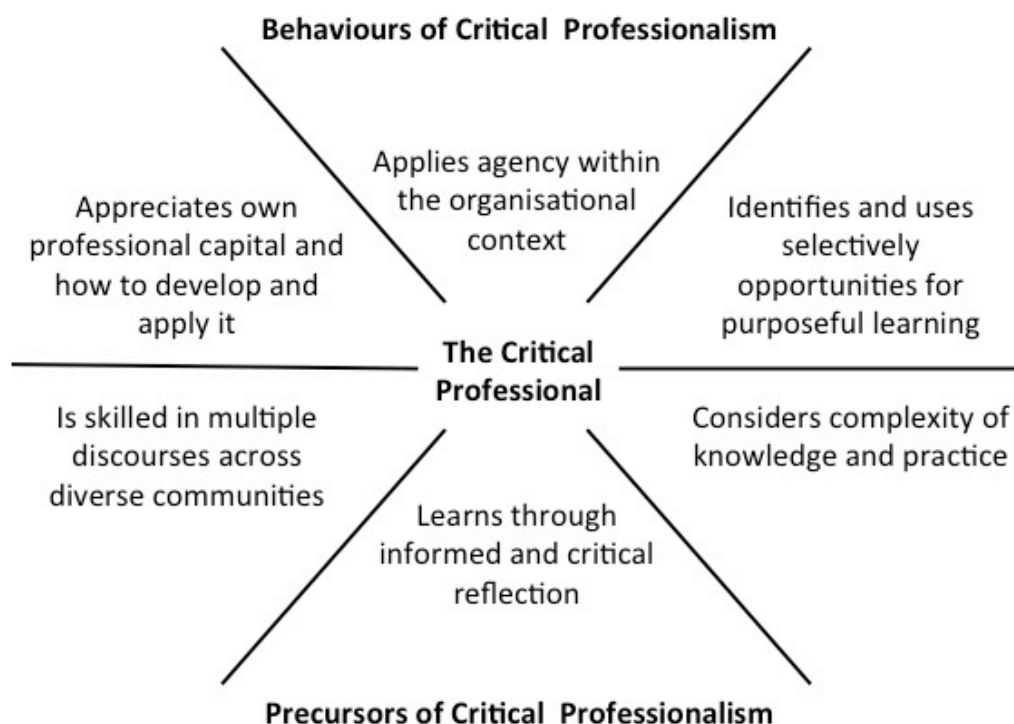 Behaviours of Critical Professionalism
Applies agency within
the organisational
context
Appreciates own
professional capital and
how to develop and
apply it
Identifies and uses
selectively
opportunities for
purposeful learning
The Critical
Professional
Is skilled in multiple
discourses across
diverse communities
Considers complexity of
knowledge and practice
Learns through
informed and critical
reflection
Precursors of Critical Professionalism